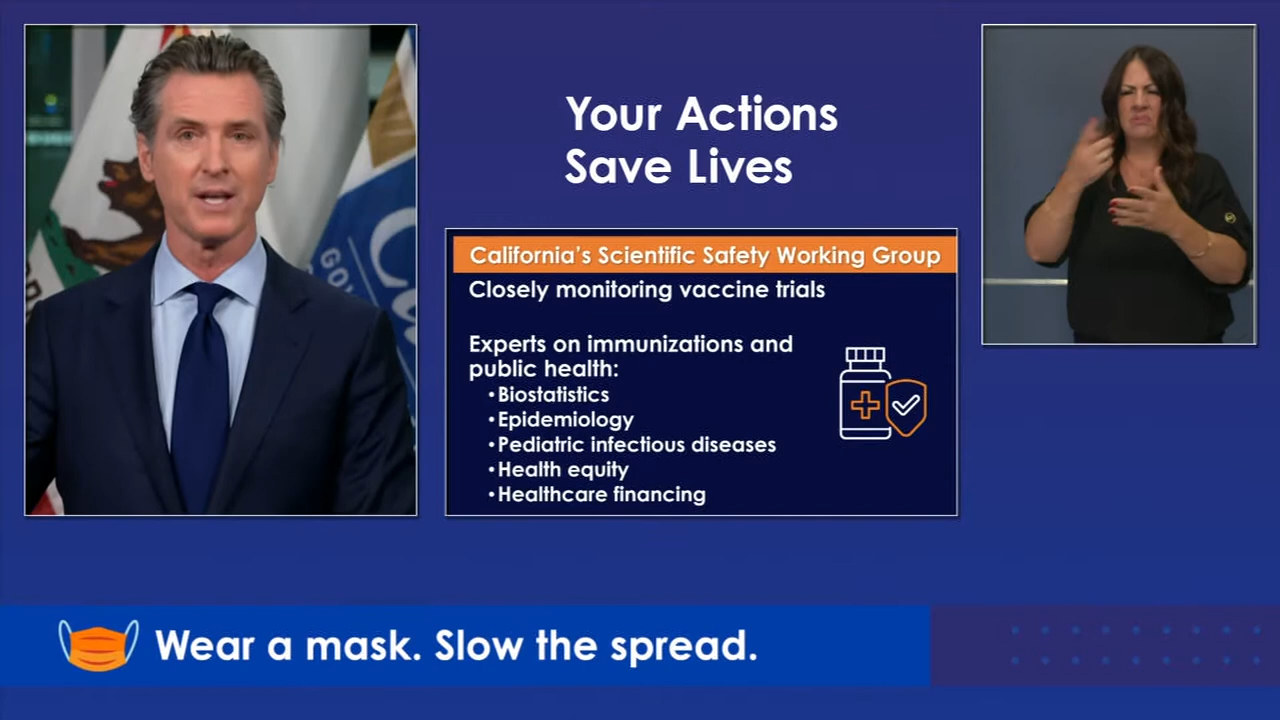 Your Actions
Save Lives
California's Scientific Safety Working Group
Closely monitoring vaccine trials
Experts on immunizations and
public health:
•Biostatistics
•Epidemiology
•Pediatric infectious diseases
•Health equity
•Healthcare financing
Wear a mask. Slow the spread.